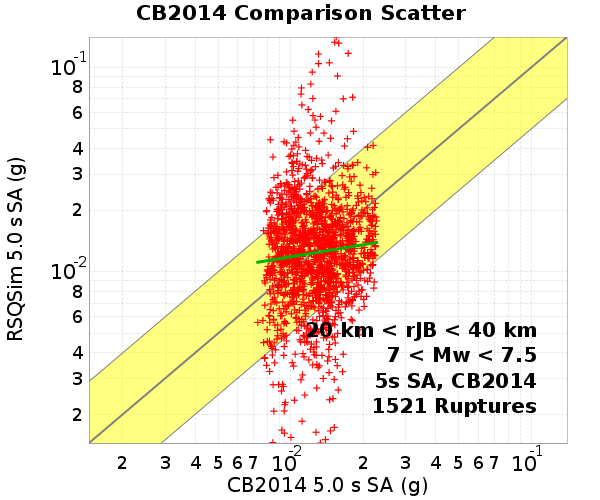 CB2014 Comparison Scatter
RSQSim 5.0 s SA (g)
10-1
8
6
4
3
2
10-2
8
6
4
3
2
20 km < rJB < 40 km
7 < Mw < 7.5
5s SA, CB2014
1521 Ruptures
2 3 4 5 6 7 10-2 2 3 4 5 6 7 10-1
CB2014 5.0 s SA (g)